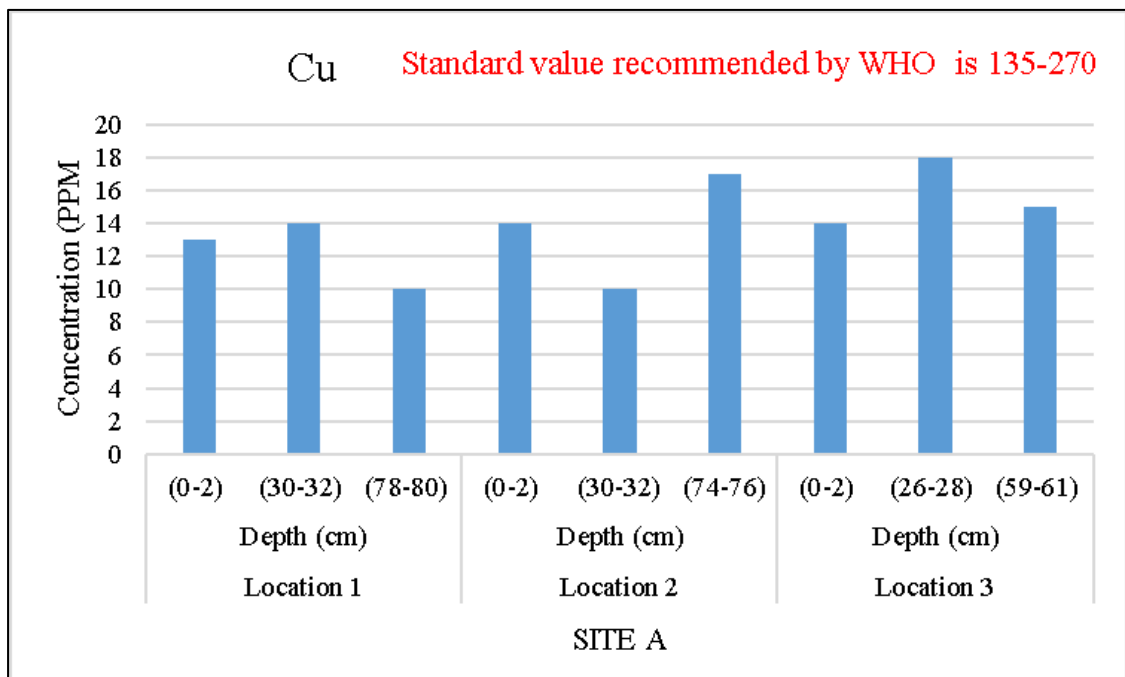 Cu
Standard value recommended by WHO is 135-270
Concentration (PPM
20
18
16
14
12
10
8
6
4
2
0
(0-2) (30-32) (78-80) (0-2) (30-32) (74-76) (0-2) (26-28) (59-61)
Depth (cm) Depth (cm) Depth (cm)
Location 1 Location 2 Location 3
SITE A